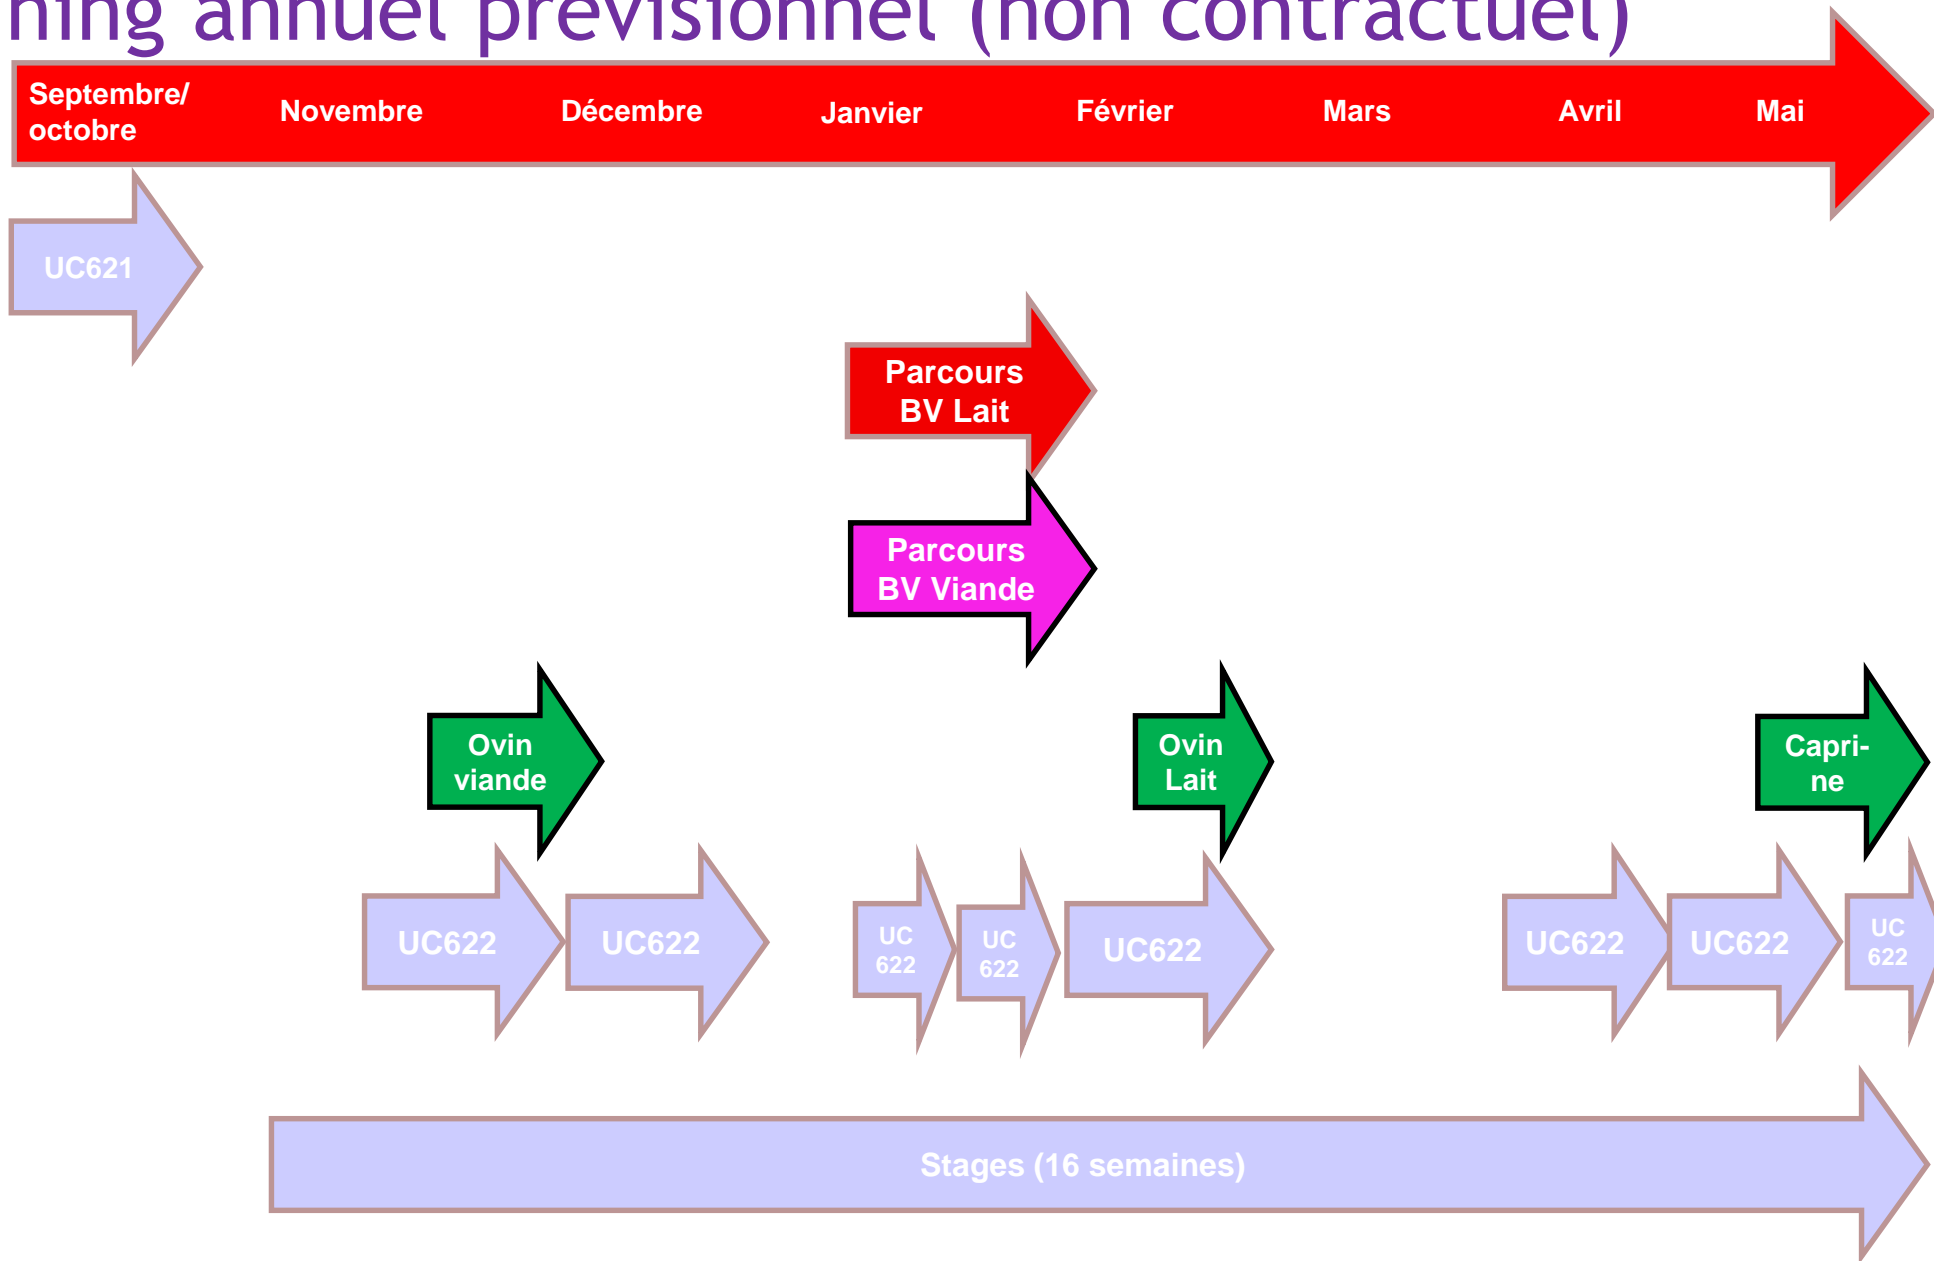 ning annuel prévisionnel (non contractuel)
Septembre/
octobre
Novembre
Décembre
Janvier
Février
Mars
Avril
Mai
UC621
Parcours
BV Lait
Parcours
BV Viande
Ovin
viande
Ovin
Lait
Capri-
ne
UC622
UC622
UC
622
UC
622
UC622
UC622
UC622
UC
622
Stages (16 semaines)